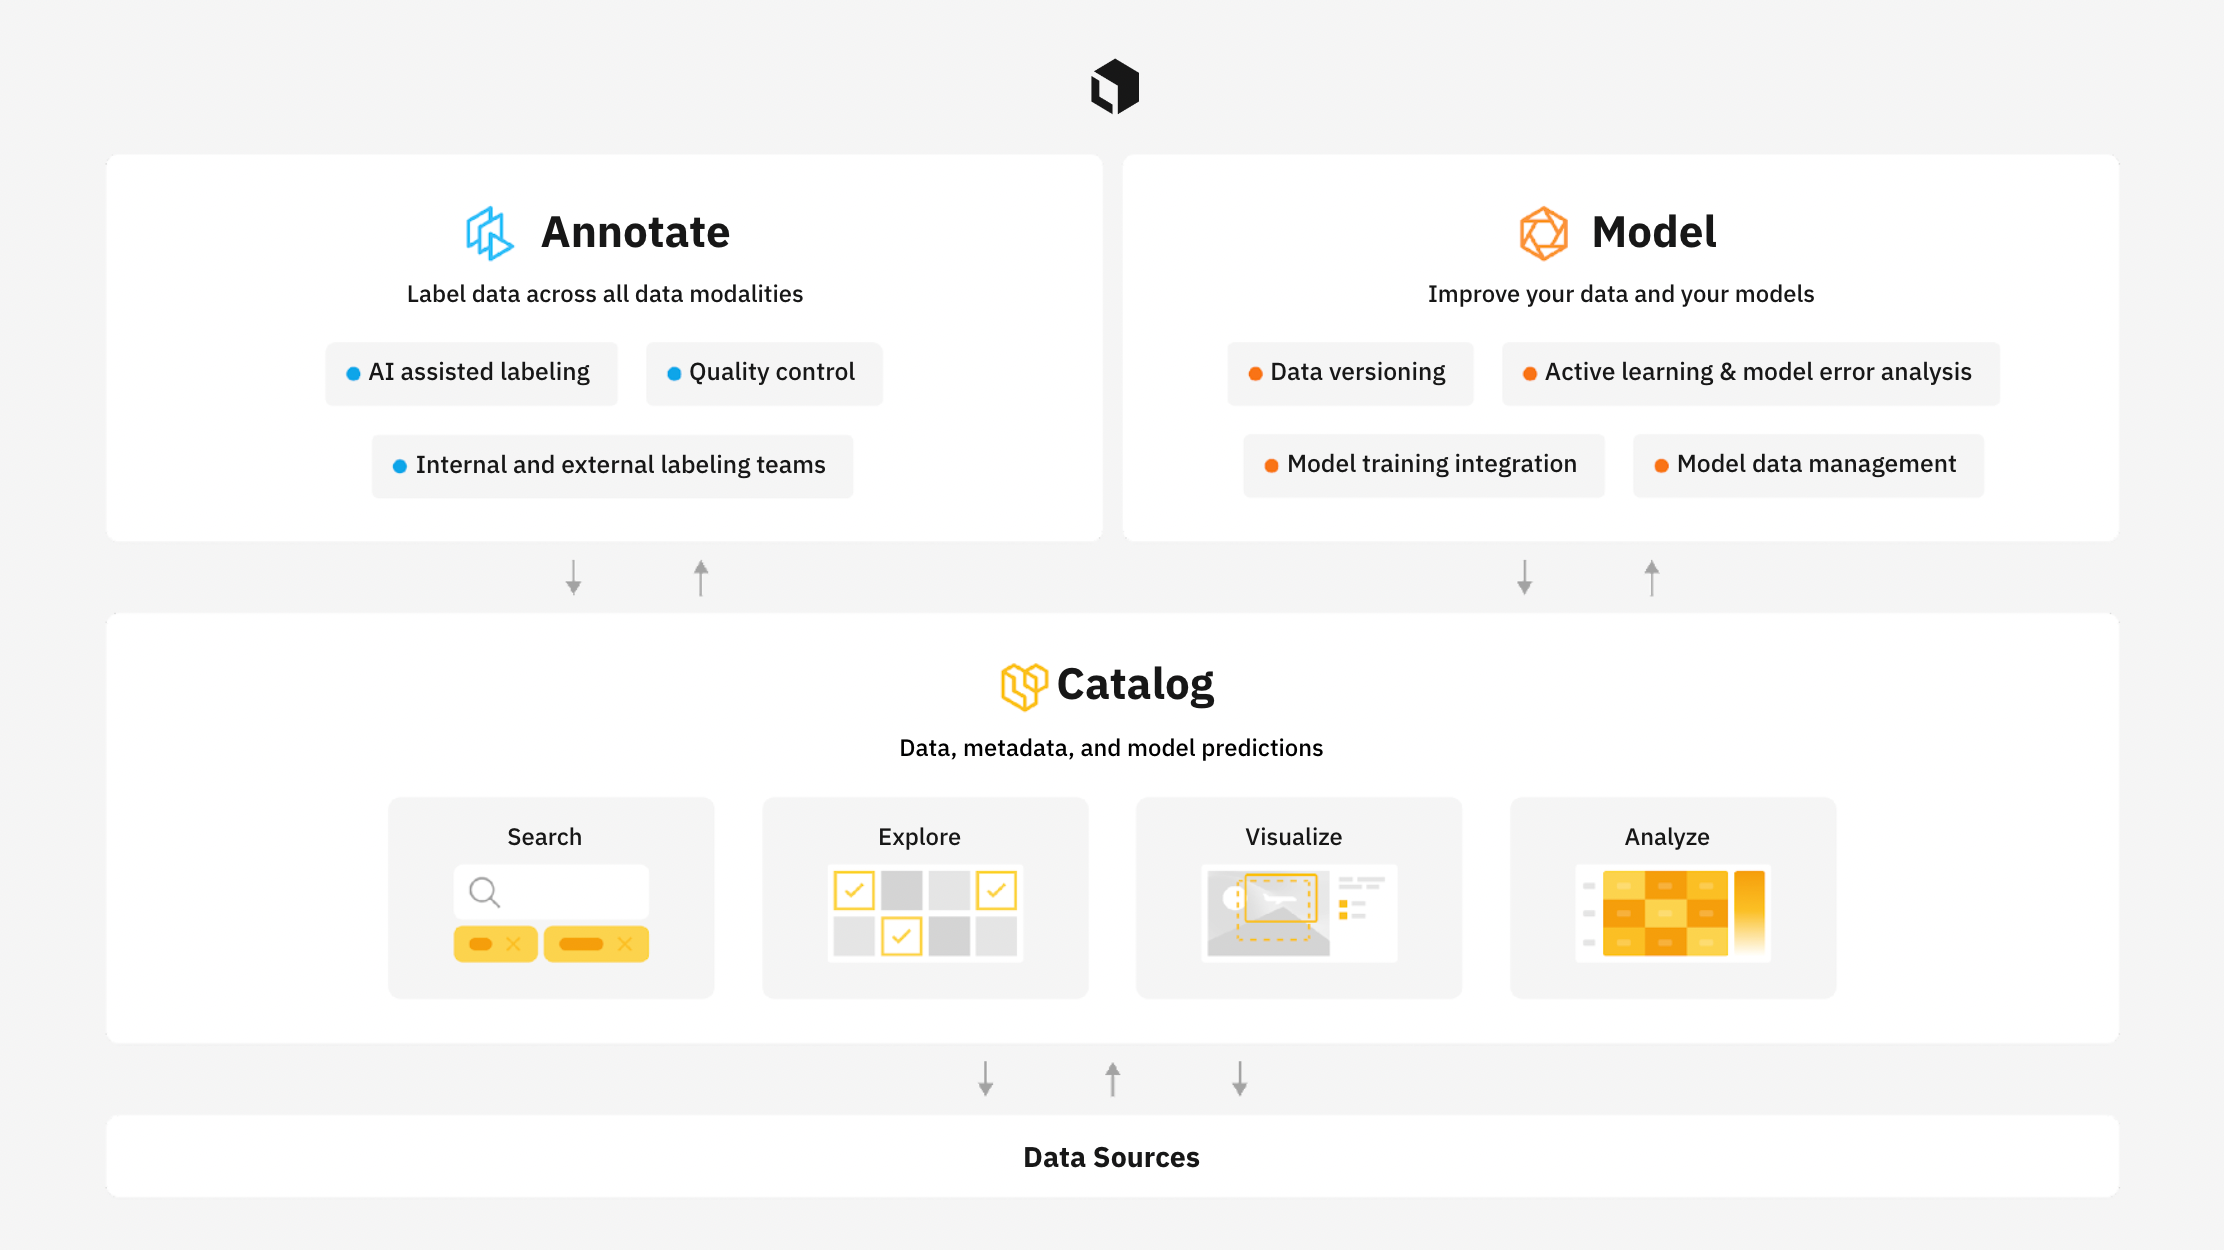 Annotate
Label data across all data modalities
AI assisted labeling
Quality control
Internal and external labeling teams
Model
Improve your data and your models
Data versioning
Active learning & model error analysis
Model training integration
Model data management
Catalog
Data, metadata, and model predictions
Search
Explore
Visualize
Analyze
Data Sources